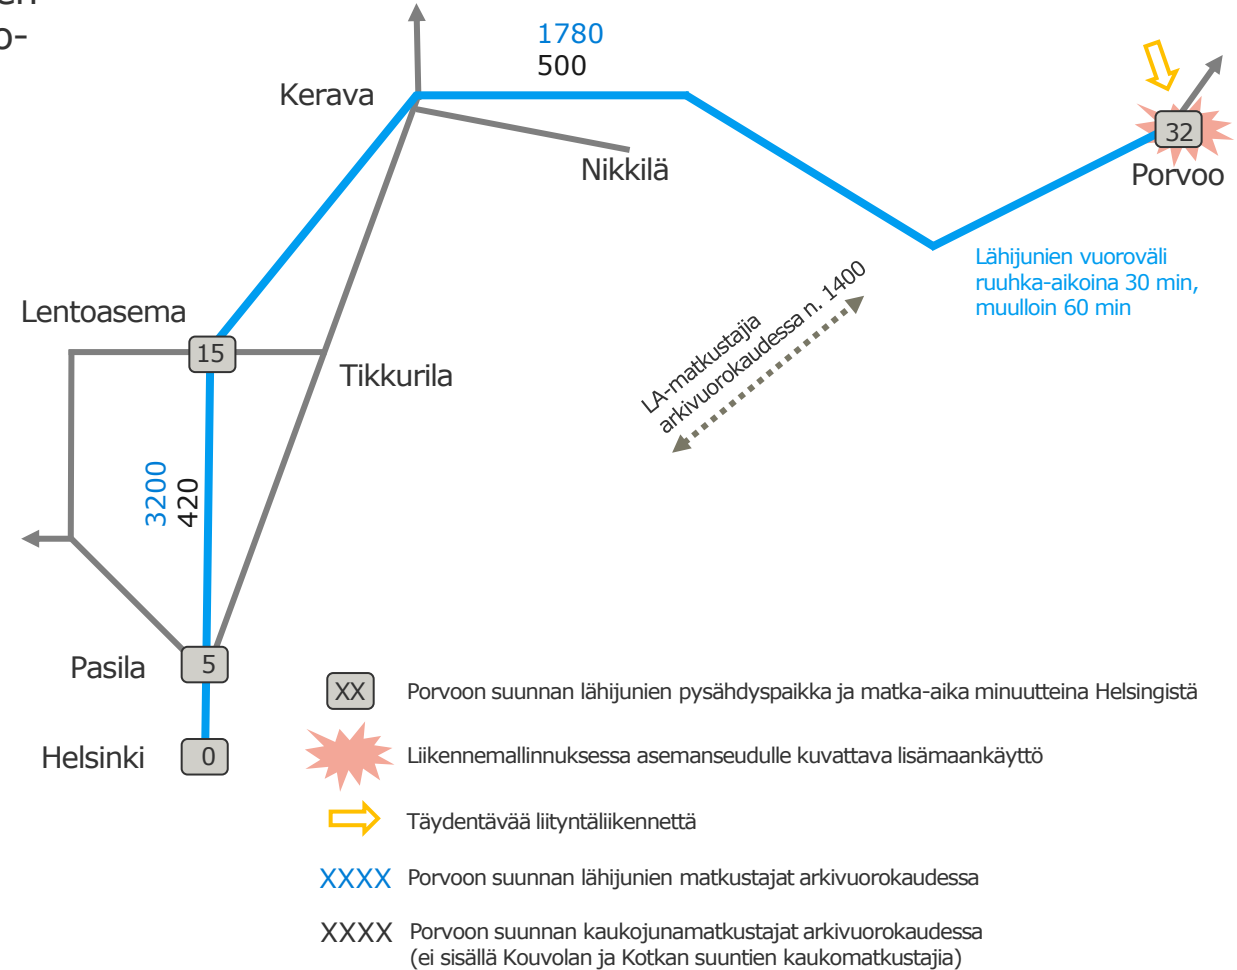 en
o-
1780
500
Kerava
Nikkilä
32
Porvoo
Lähijunien vuoroväli
ruuhka-aikoina 30 min,
muulloin 60 min
LA-matkustajia
arkivuorokaudessa n. 1400
Lentoasema
15
Tikkurila
3200
420
Pasila
5
Helsinki
0
XX Porvoon suunnan lähijunien pysähdyspaikka ja matka-aika minuutteina Helsingistä
Liikennemallinnuksessa asemanseudulle kuvattava lisämaankäyttö
Täydentävää liityntäliikennettä
XXXX Porvoon suunnan lähijunien matkustajat arkivuorokaudessa
XXXX Porvoon suunnan kaukojunamatkustajat arkivuorokaudessa
(ei sisällä Kouvolan ja Kotkan suuntien kaukomatkustajia)